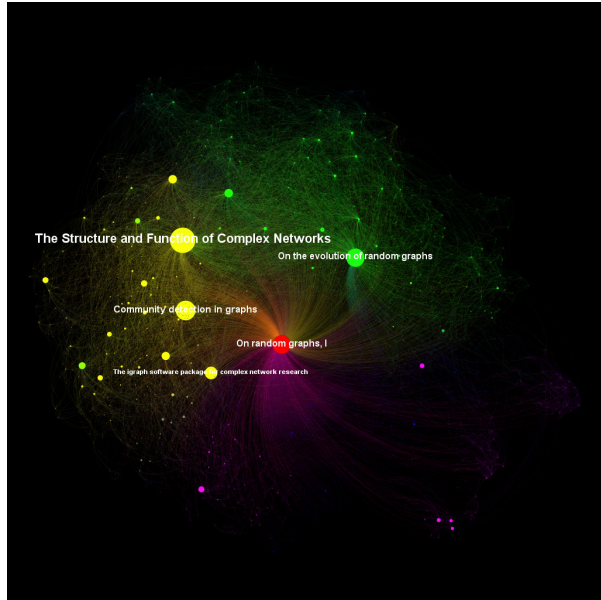 The Structure and Function of Complex Networks
On the evolution of random graphs
Community detection in graphs
On random graphs, I
The igraph software package for complex network research